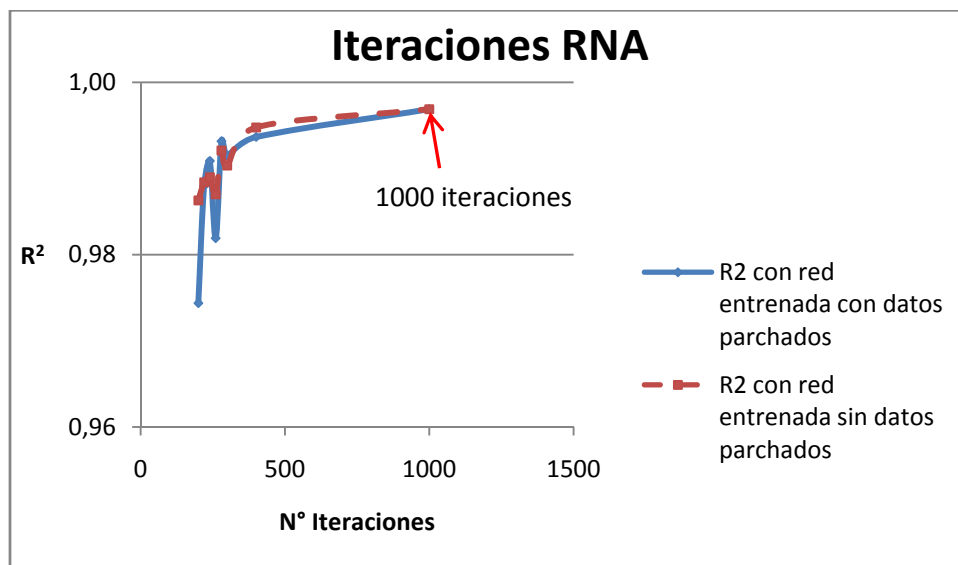 Iteraciones RNA
1,00
0,98
0,96
R²
0
500
1000
1500
N° Iteraciones
1000 iteraciones
R2 con red
entrenada con datos
parchados
R2 con red
entrenada sin datos
parchados